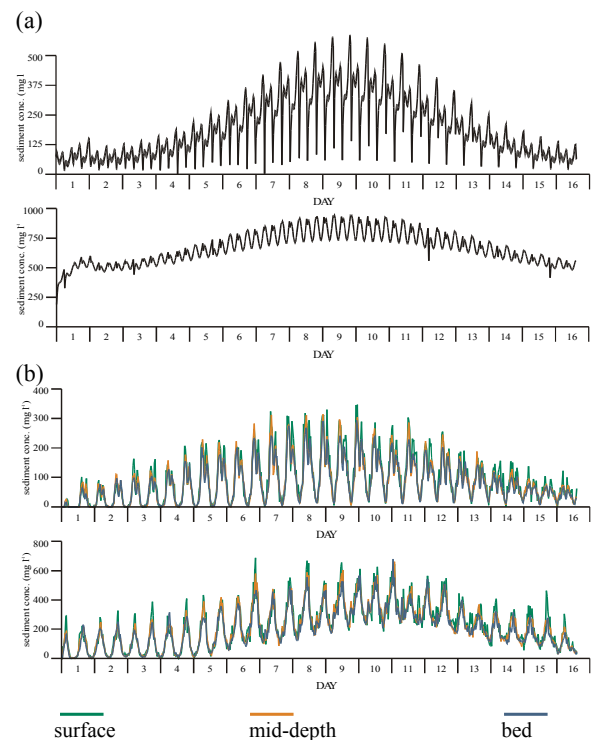 (a)
sediment conc. (mg l
500
375
250
125
0
1 2 3 4 5 6 7 8 9 10 11 12 13 14 15 16
DAY
sediment conc. (mg l'
1000
750
500
250
0
1 2 3 4 5 6 7 8 9 10 11 12 13 14 15 16
DAY
(b)
sediment conc. (mg l')
400
300
200
100
0
1 2 3 4 5 6 7 8 9 10 11 12 13 14 15 16
DAY
sediment conc. (mg l')
800
600
400
200
0
1 2 3 4 5 6 7 8 9 10 11 12 13 14 15 16
DAY
surface mid-depth bed